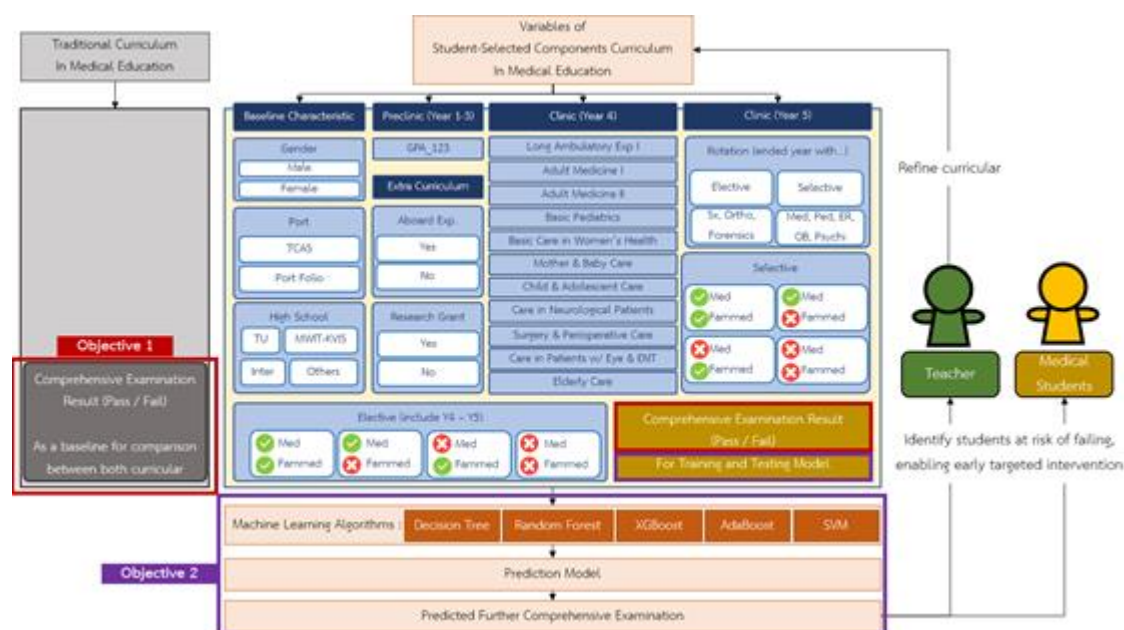 Traditional Curriculum
In Medical Education
Variables of
Student-Selected Components Curriculum
In Medical Education
Baseline Characteristic
Preclinic (Year 1-3)
Clinic (Year 4)
Clinic (Year 5)
Gender
Male
Female
Port
TCAS
Port Folio
High School
TU
MWIT-KVIS
Inter
Others
GPA_123
Extra Curriculum
Aboard Exp.
Yes
No
Research Grant
Yes
No
Long Ambulatory Exp I
Adult Medicine I
Adult Medicine II
Basic Pediatrics
Basic Care in Women's Health
Mother & Baby Care
Child & Adolescent Care
Care in Neurological Patients
Surgery & Perioperative Care
Care in Patients w/ Eye & ENT
Elderly Care
Rotation (ended year with...)
Elective
Selective
Sx, Ortho,
Forensics
Med, Ped, ER,
OB, Psychi
Selective
Med
Fammed
Med
Fammed
Med
Fammed
Med
Fammed
Elective (include Y4 - Y5)
Med
Fammed
Med
Fammed
Med
Fammed
Med
Fammed
Comprehensive Examination Result
(Pass / Fail)
For Training and Testing Model
Objective 1
Comprehensive Examination
Result (Pass / Fail)
As a baseline for comparison
between both curricular
Refine curricular
Teacher
Medical
Students
Identify students at risk of failing,
enabling early targeted intervention
Machine Learning Algorithms :
Decision Tree
Random Forest
XGBoost
AdaBoost
SVM
Objective 2
Prediction Model
Predicted Further Comprehensive Examination